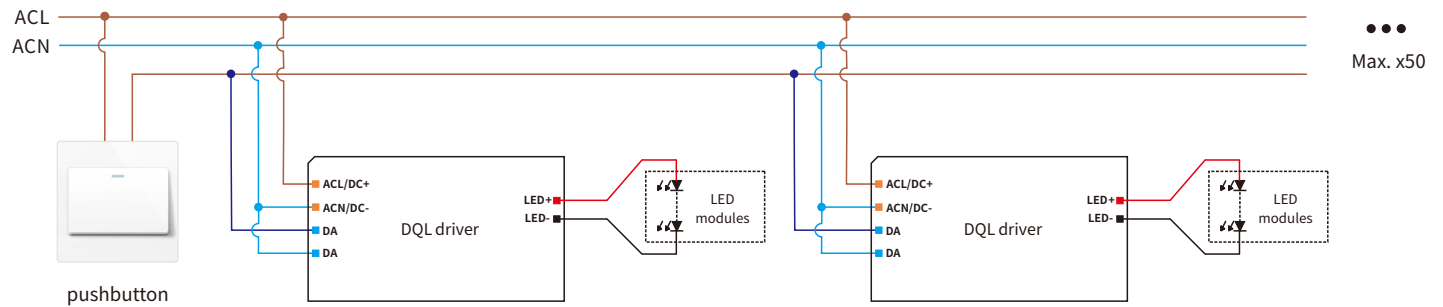 ACL
ACN
●●●
Max. x50
ACL/DC+
ACN/DC-
DA
DA
DQL driver
LED+
LED-
LED
modules
ACL/DC+
ACN/DC-
DA
DA
DQL driver
LED+
LED-
LED
modules
pushbutton